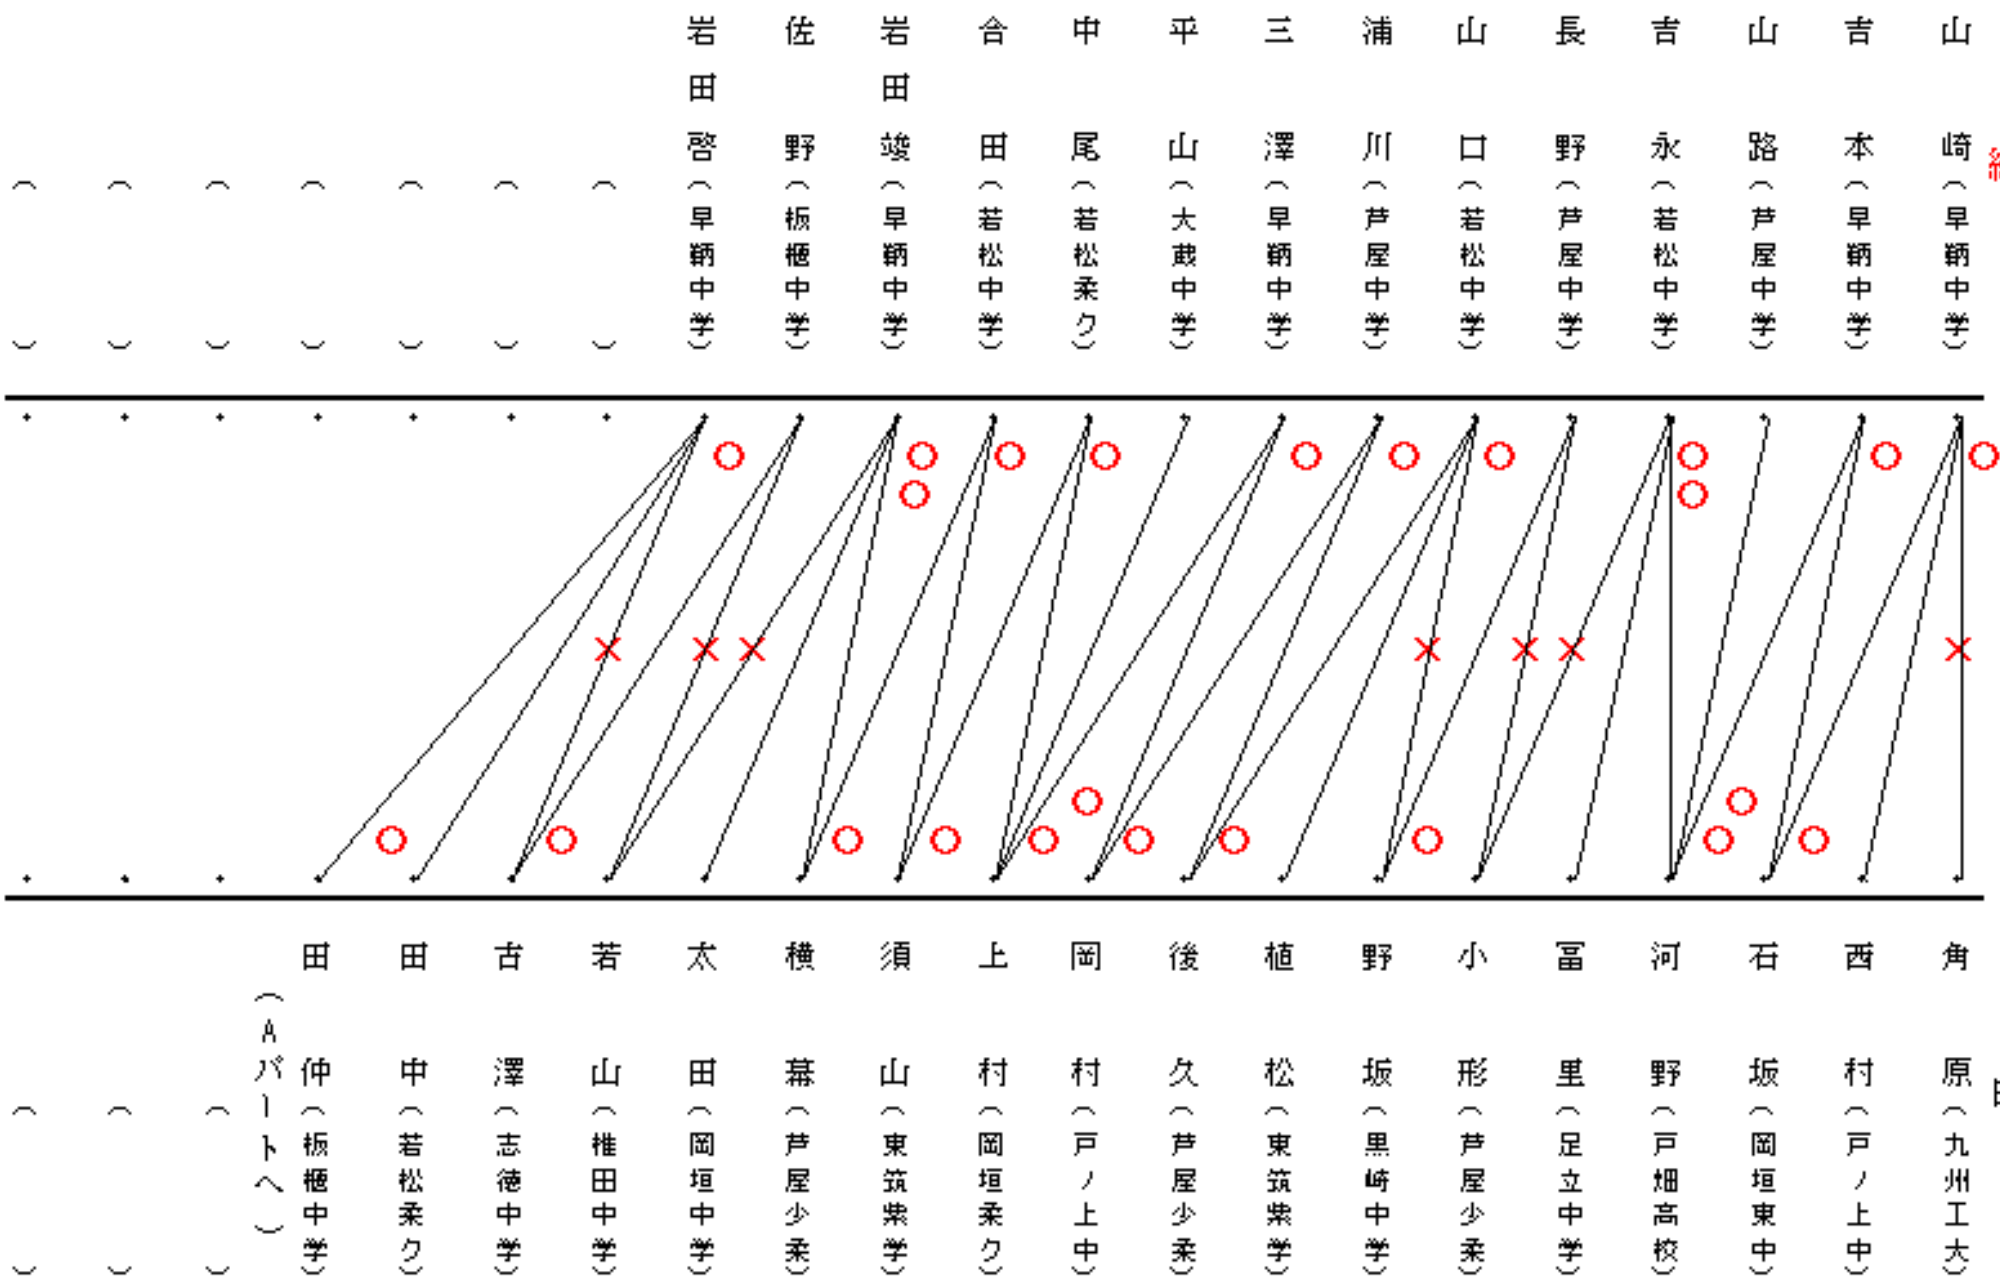 山崎（早鞆中学）
吉本（早鞆中学）
山路（芦屋中学）
吉永（若松中学）
長野（芦屋中学）
山口（若松中学）
浦川（芦屋中学）
三澤（早鞆中学）
平山（大蔵中学）
中尾（若松柔ク）
合田（若松中学）
岩田竣（早鞆中学）
佐野（板櫃中学）
岩田啓（早鞆中学）
角原（九州工大）
西村（戸ノ上中）
石坂（岡垣東中）
河野（戸畑高校）
冨里（足立中学）
小形（芦屋少柔）
野坂（黒崎中学）
植松（東筑紫学）
後久（芦屋少柔）
岡村（戸ノ上中）
上村（岡垣柔ク）
須山（東筑紫学）
横幕（芦屋少柔）
太田（岡垣中学）
若山（椎田中学）
古澤（志徳中学）
田中（若松柔ク）
田仲（板櫃中学）
（Aパートへ）